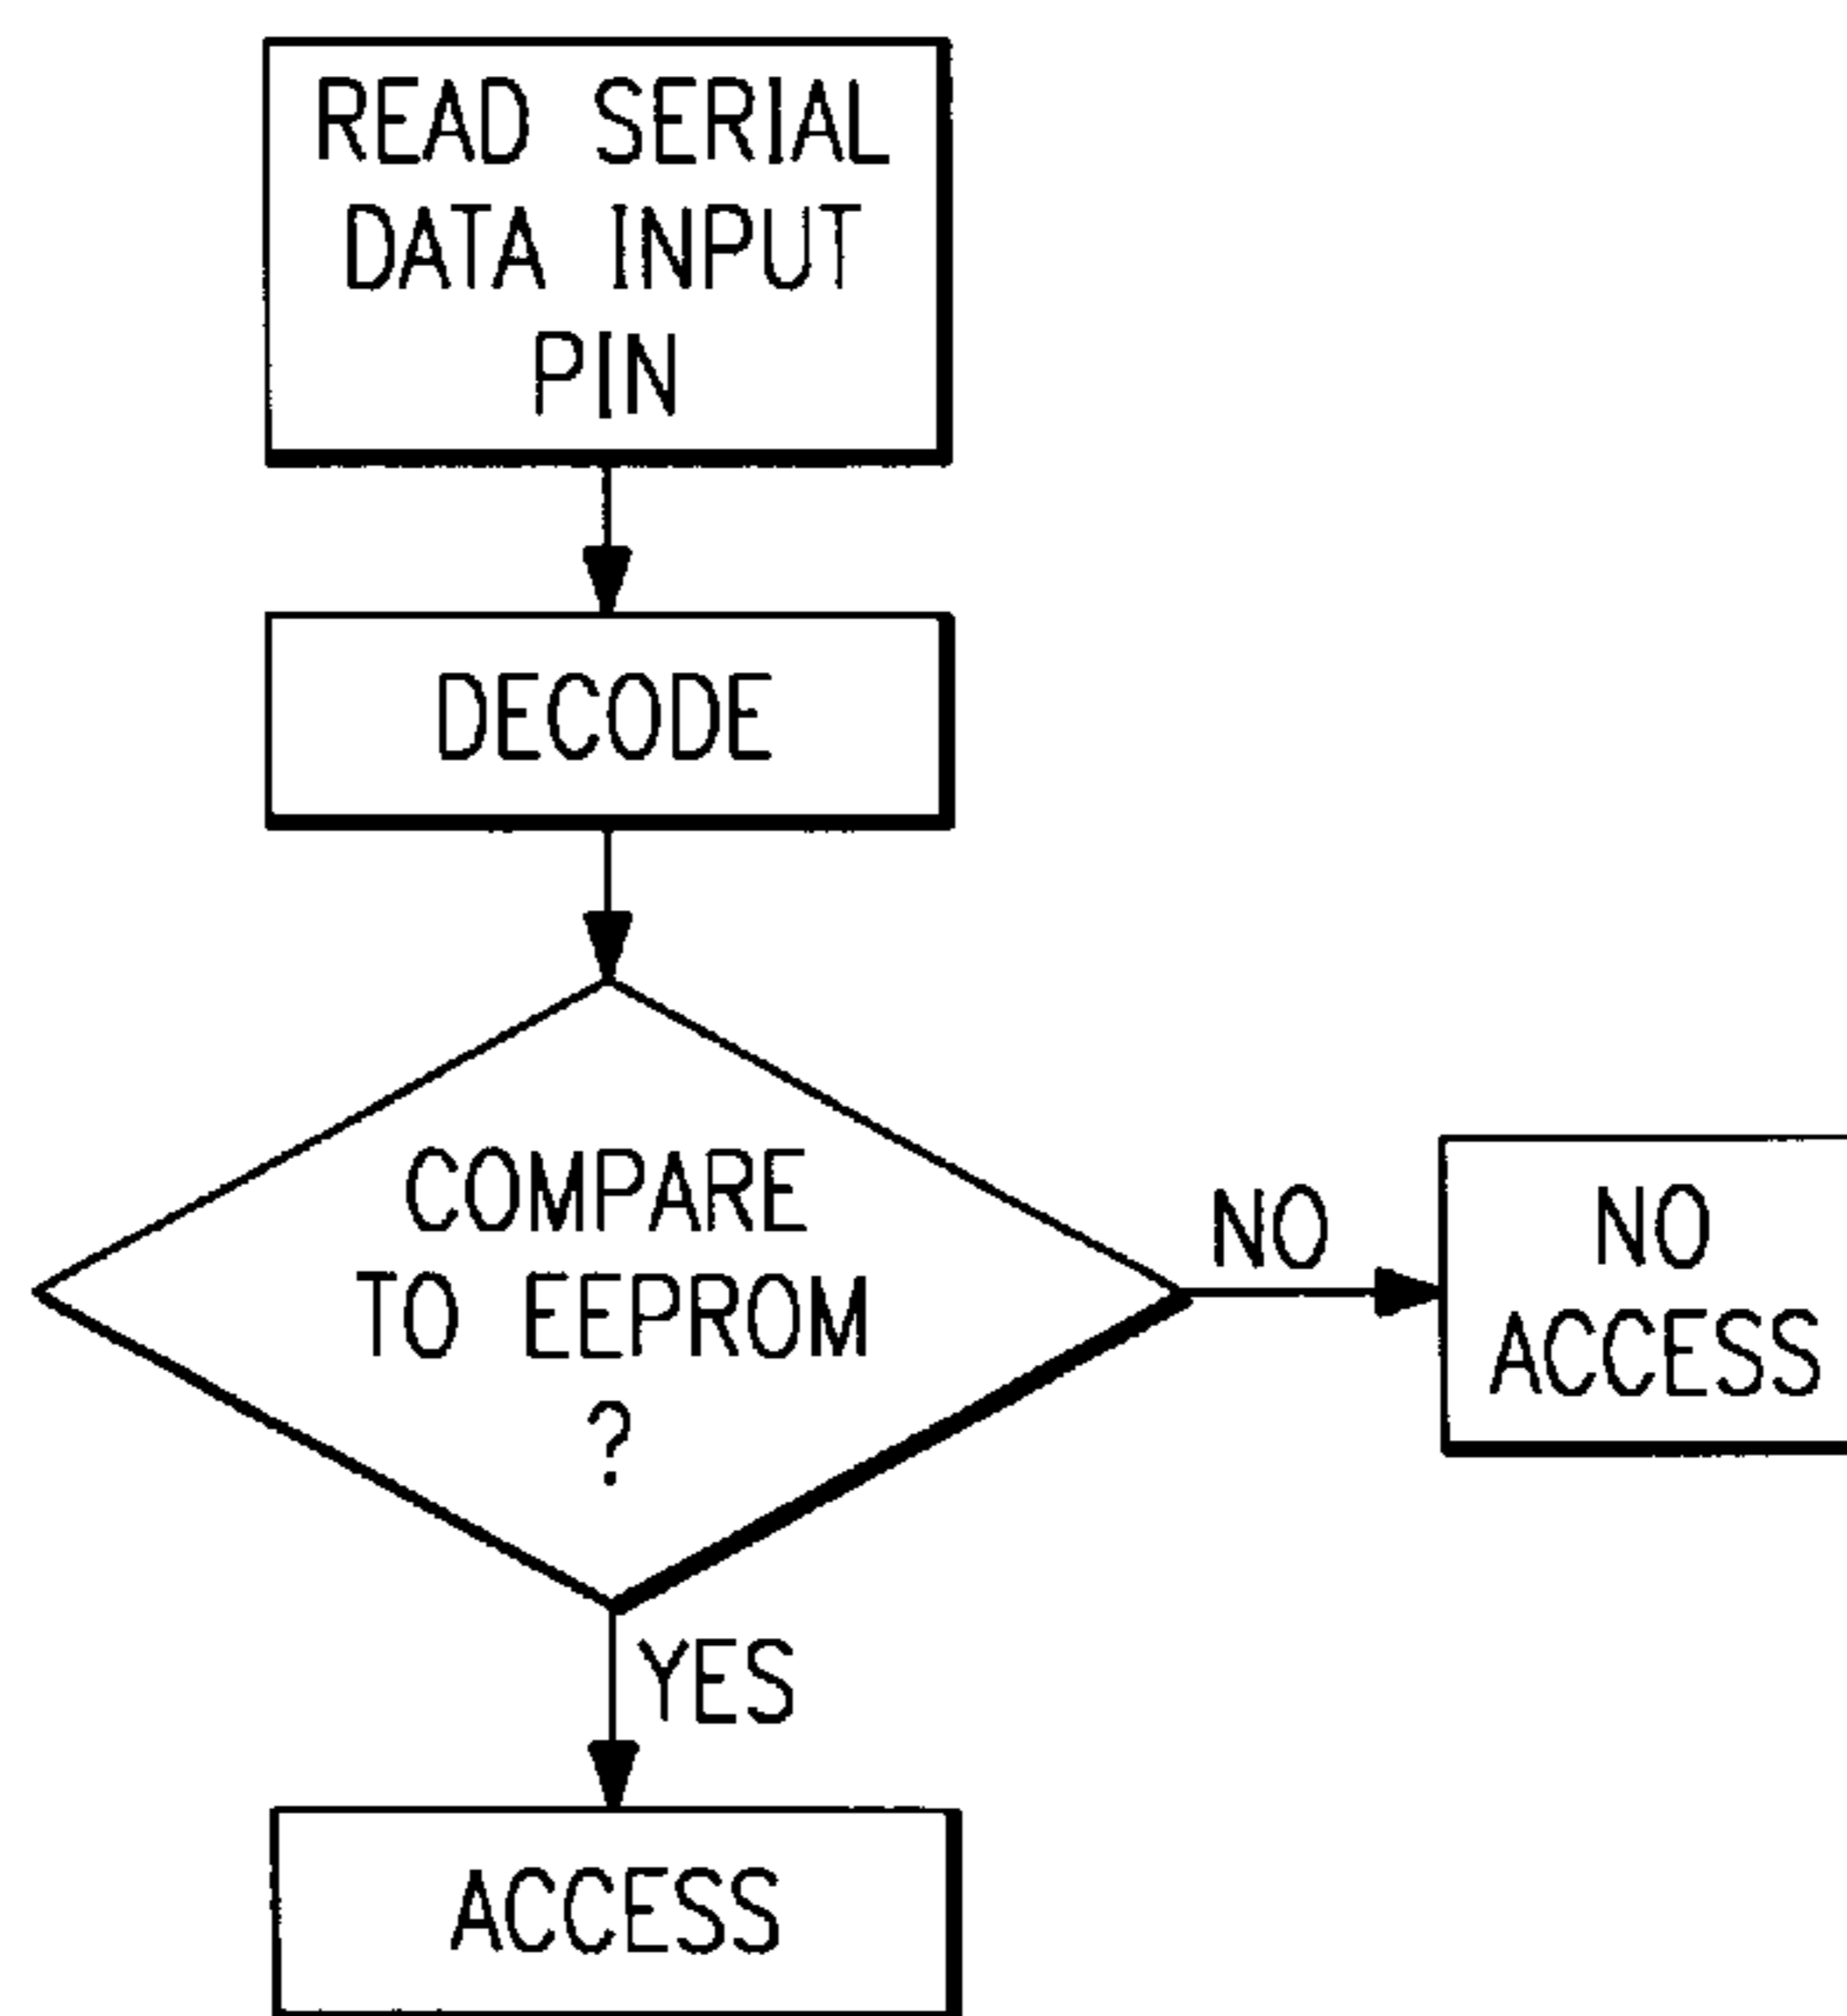 READ SERIAL
DATA INPUT
PIN
DECODE
COMPARE
TO EEPROM
?
NO
NO
ACCESS
YES
ACCESS